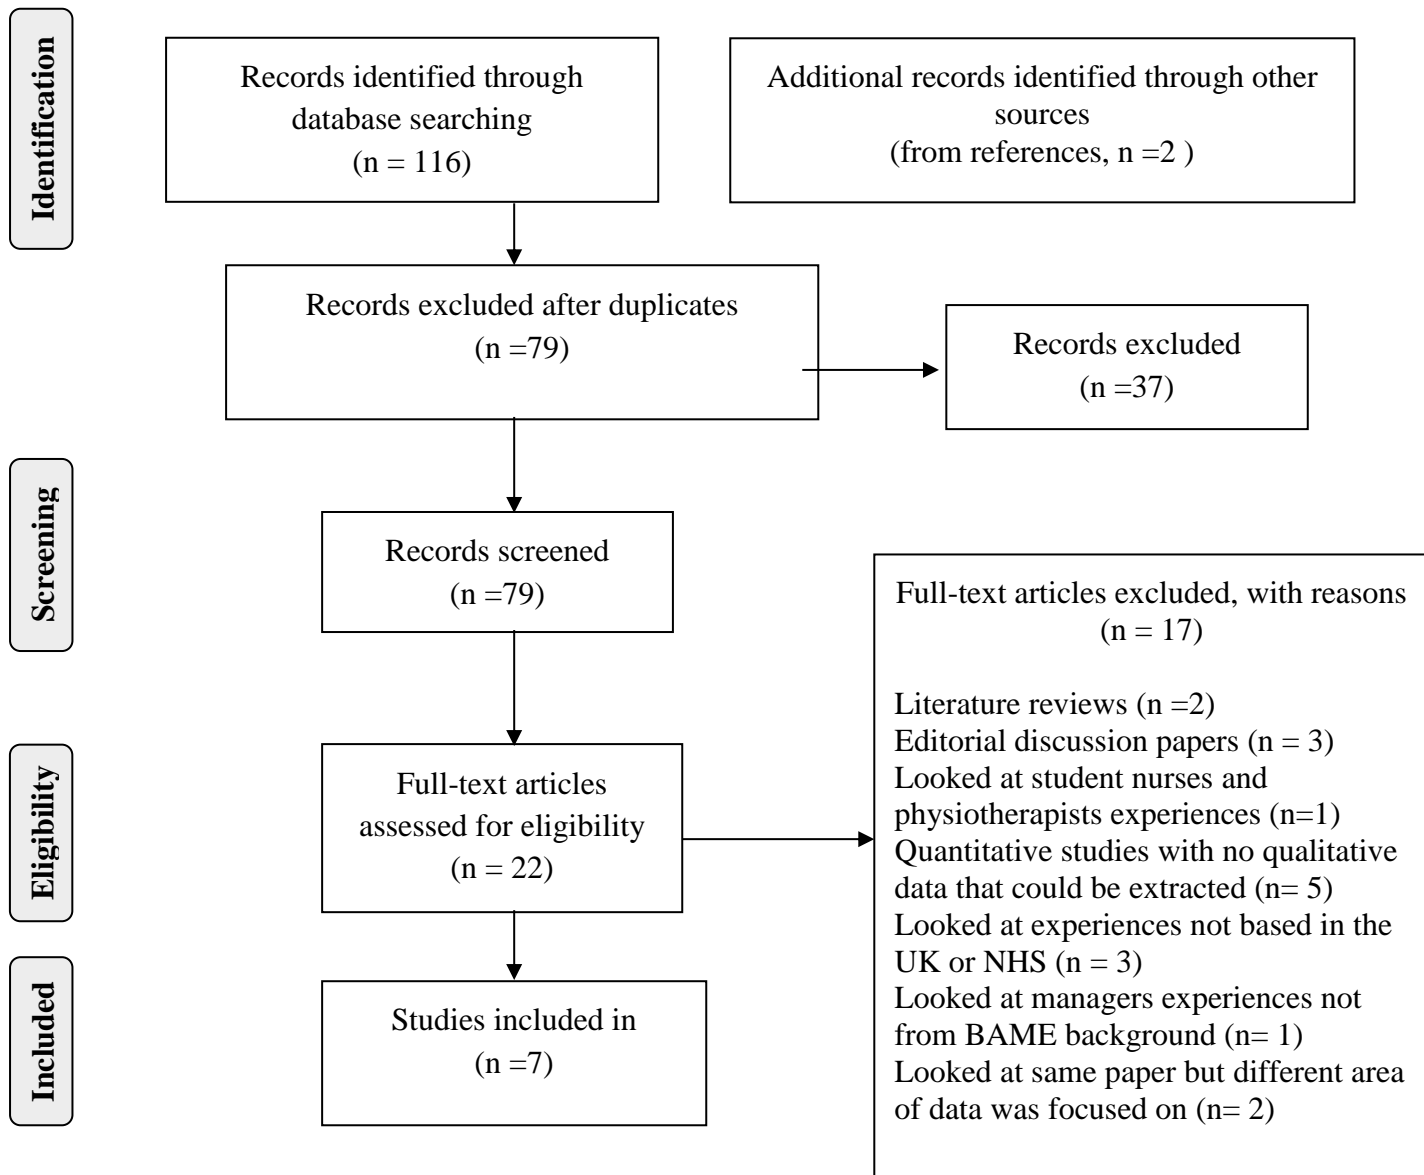 Identification
Records identified through
database searching
(n = 116)
Additional records identified through other
sources
(from references, n =2 )
Records excluded after duplicates
(n =79)
Records excluded
(n =37)
Screening
Records screened
(n =79)
Full-text articles excluded, with reasons
(n = 17)
Literature reviews (n =2)
Editorial discussion papers (n = 3)
Looked at student nurses and
physiotherapists experiences (n=1)
Quantitative studies with no qualitative
data that could be extracted (n= 5)
Looked at experiences not based in the
UK or NHS (n = 3)
Looked at managers experiences not
from BAME background (n= 1)
Looked at same paper but different area
of data was focused on (n= 2)
Eligibility
Full-text articles
assessed for eligibility
(n = 22)
Included
Studies included in
(n =7)